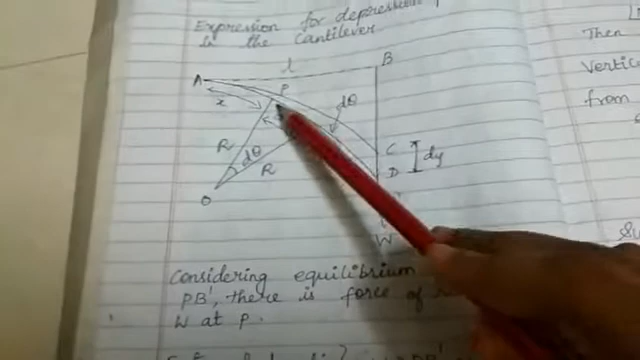 Expression for depression
in the Cantilever
l
A
B
P
x
dθ
R
dθ
R
C
D
dy
O
W
Considering equilibrium
PB', there is force of
W at P.
Then
Vertical
from